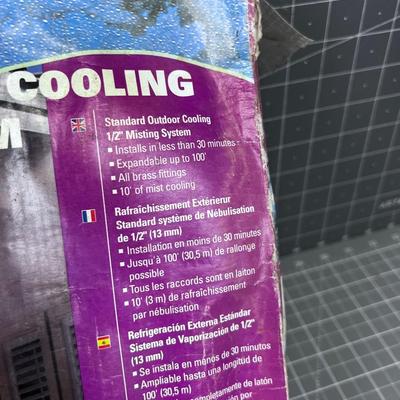 COOLING
M
Standard Outdoor Cooling
1/2" Misting System
▪ Installs in less than 30 minutes
▪ Expandable up to 100'
▪ All brass fittings
▪ 10' of mist cooling
Rafraîchissement Extérieur
Standard système de Nébulisation
de 1/2" (13 mm)
▪ Installation en moins de 30 minutes
▪ Jusqu'à 100' (30,5 m) de rallonge
possible
▪ Tous les raccords sont en laiton
▪ 10' (3 m) de rafraîchissement
par nébulisation
Refrigeración Externa Estándar
Sistema de Vaporización de 1/2"
(13 mm)
▪ Se instala en menos de 30 minutos
▪ Ampliable hasta una longitud de
100' (30,5 m)
completamente de latón
por